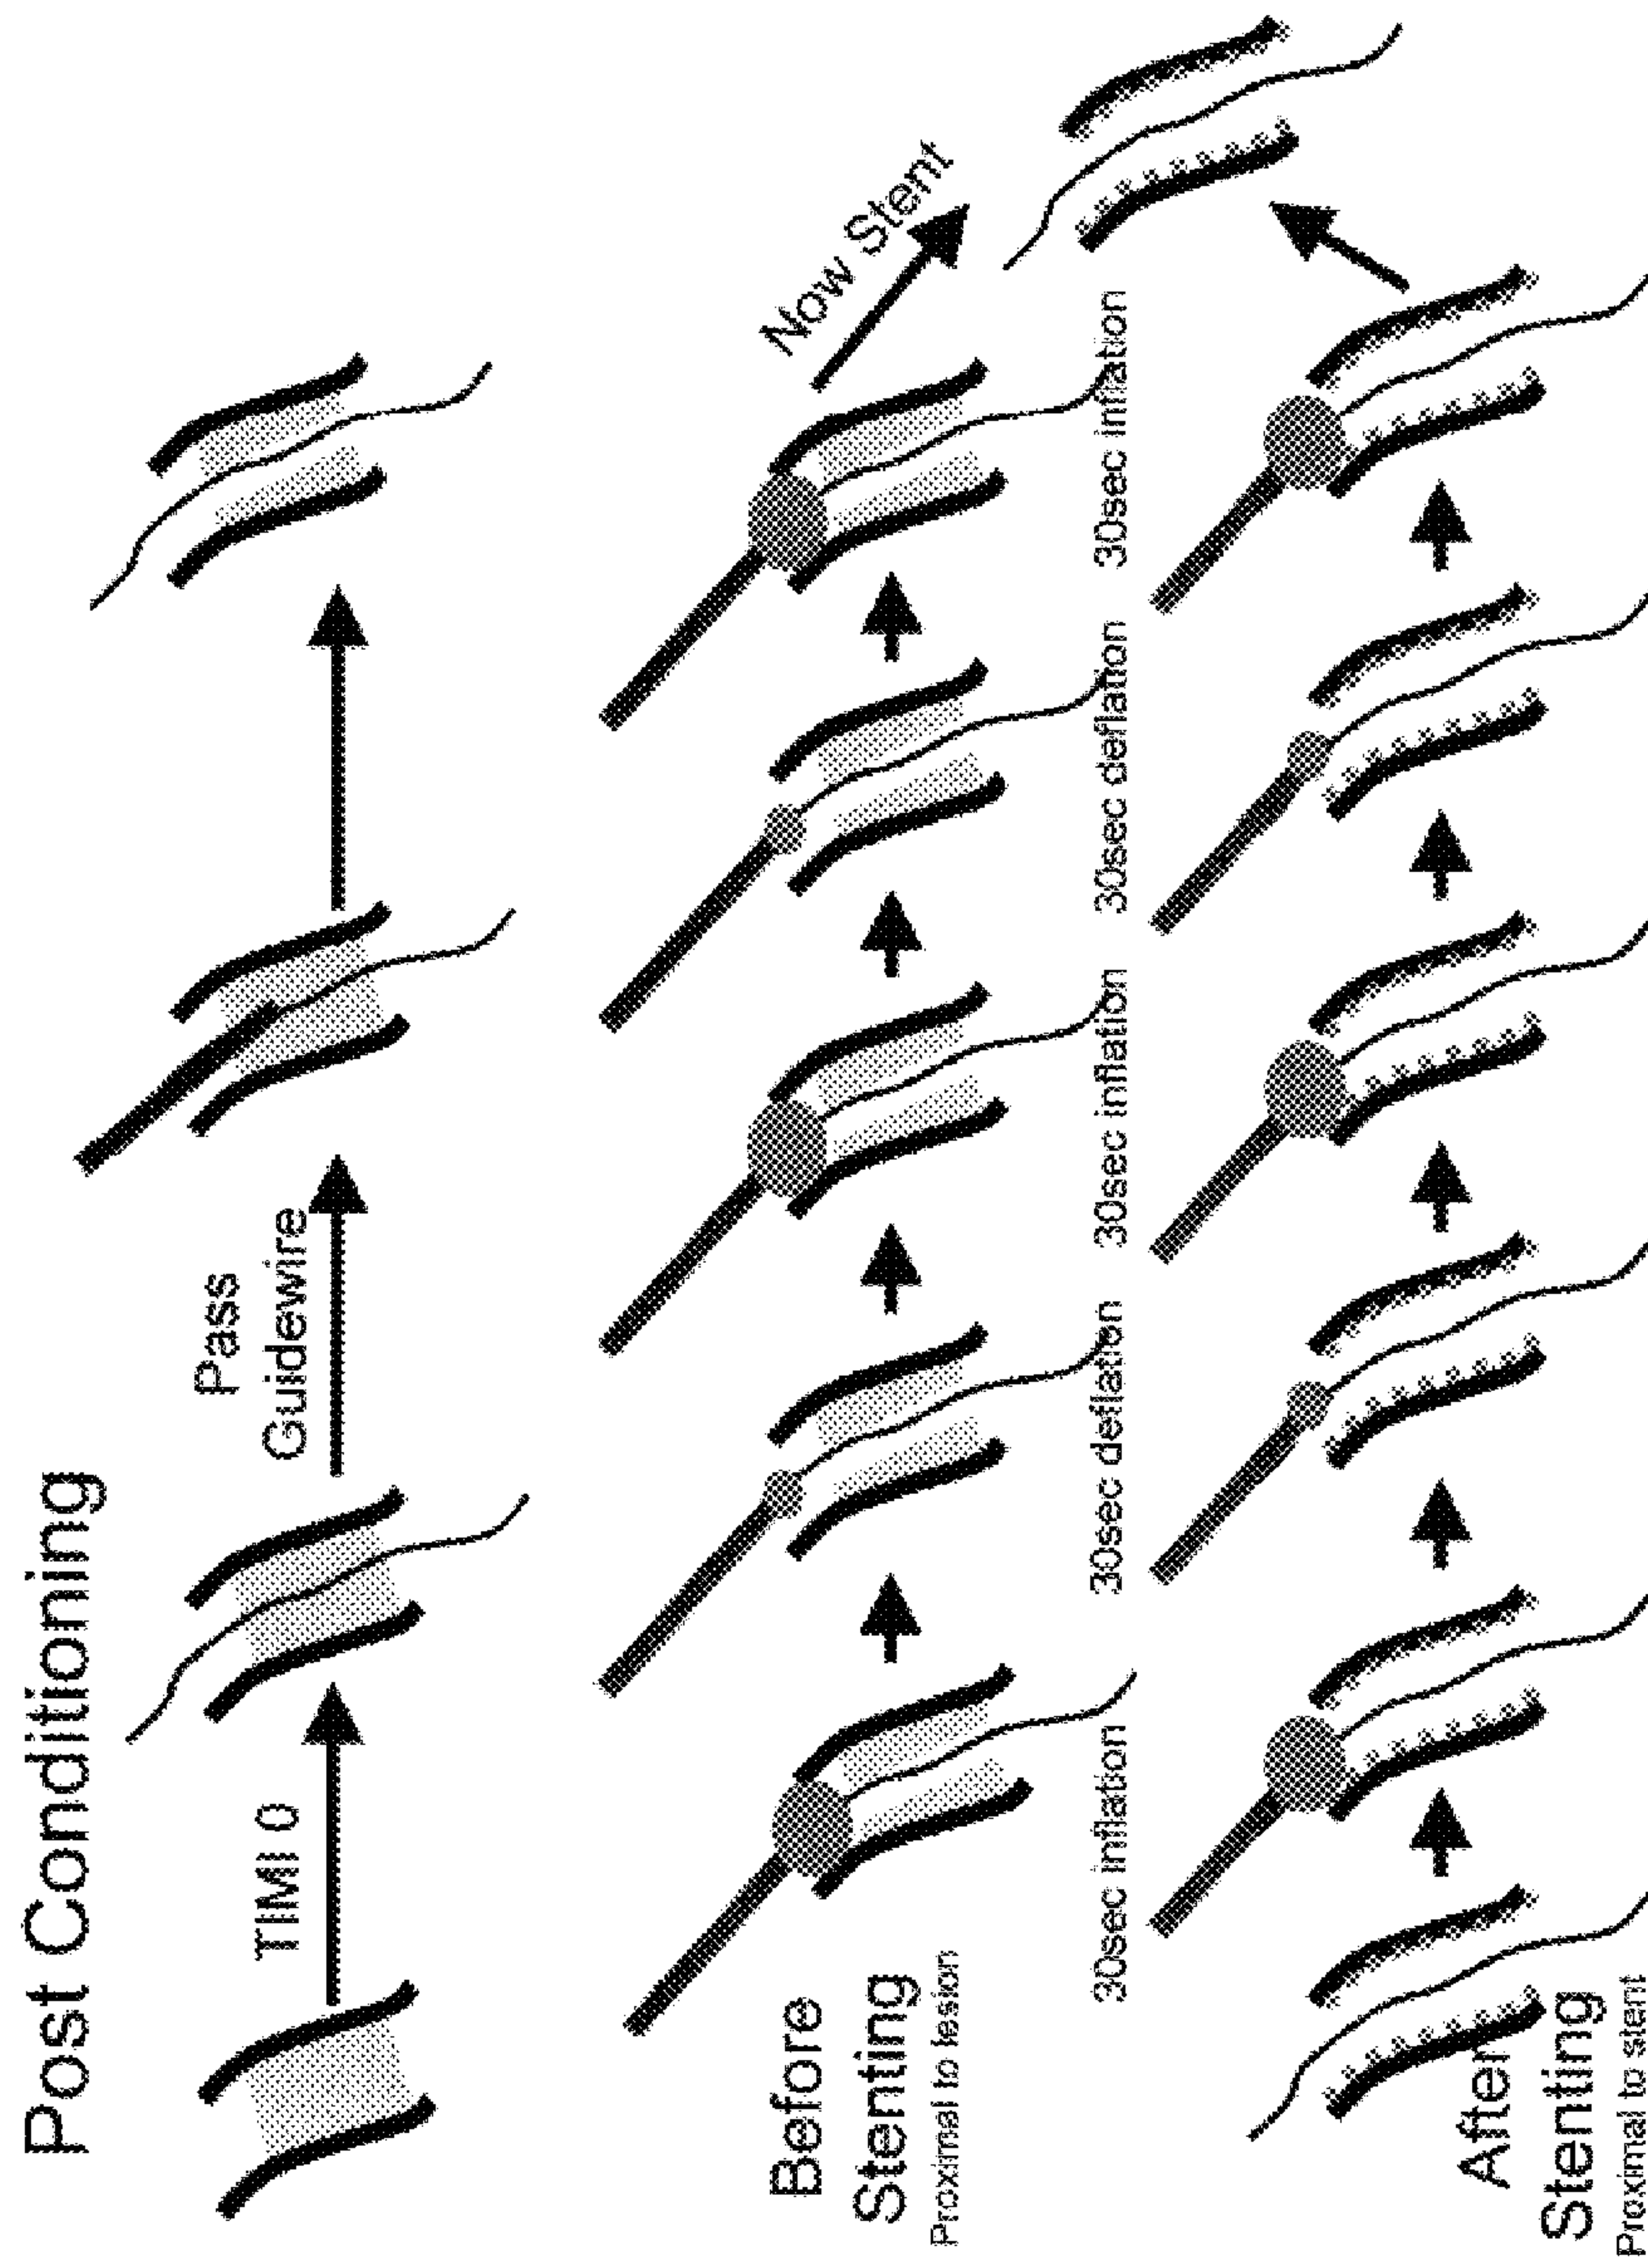 Post Conditioning
TIMI 0
Pass
Guidewire
Before
Stenting
Proximal to lesion
Now Stent
30sec inflation
30sec deflation
30sec inflation
30sec deflation
30sec inflation
After
Stenting
Proximal to stent